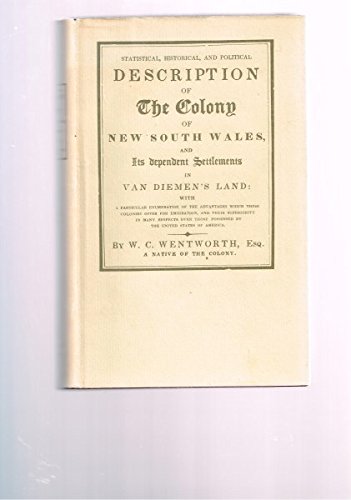 STATISTICAL, HISTORICAL, AND POLITICAL
DESCRIPTION
OF
The Colony
OF
NEW SOUTH WALES,
AND
Its dependent Settlements
IN
VAN DIEMEN'S LAND:
WITH
A PARTICULAR ENUMERATION OF THE ADVANTAGES WHICH THESE
COLONIES OFFER FOR EMIGRATION, AND THEIR SUPERIORITY
IN MANY RESPECTS OVER THOSE POSSESSED BY
THE UNITED STATES OF AMERICA.
BY W. C. WENTWORTH, ESQ.
A NATIVE OF THE COLONY.